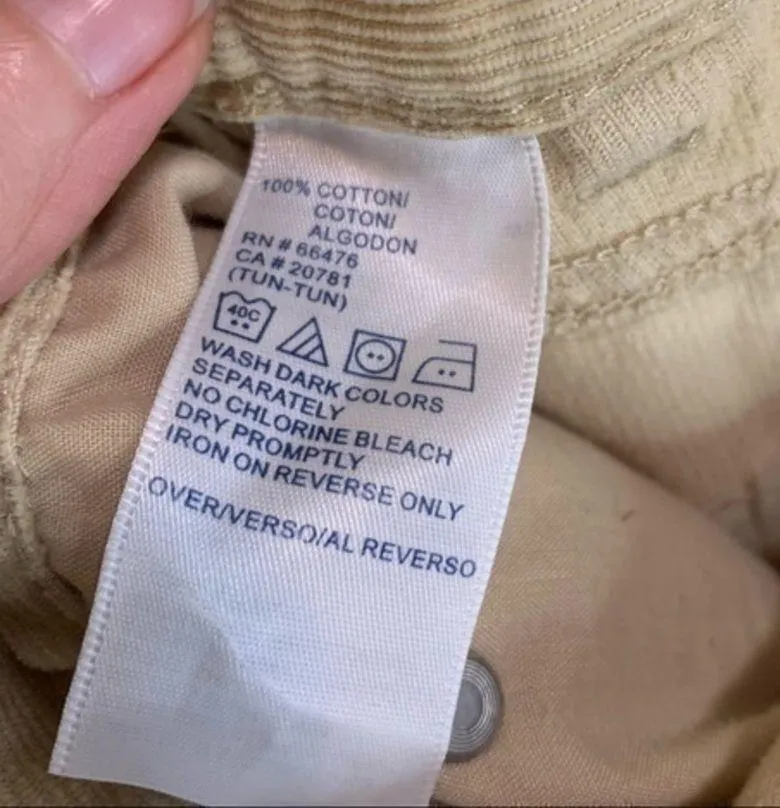 100% COTTON/
COTON/
ALGODON
RN # 66476
CA # 20781
(TUN-TUN)
40C
WASH DARK COLORS
SEPARATELY
NO CHLORINE BLEACH
DRY PROMPTLY
IRON ON REVERSE ONLY
OVER/VERSO/AL REVERSO